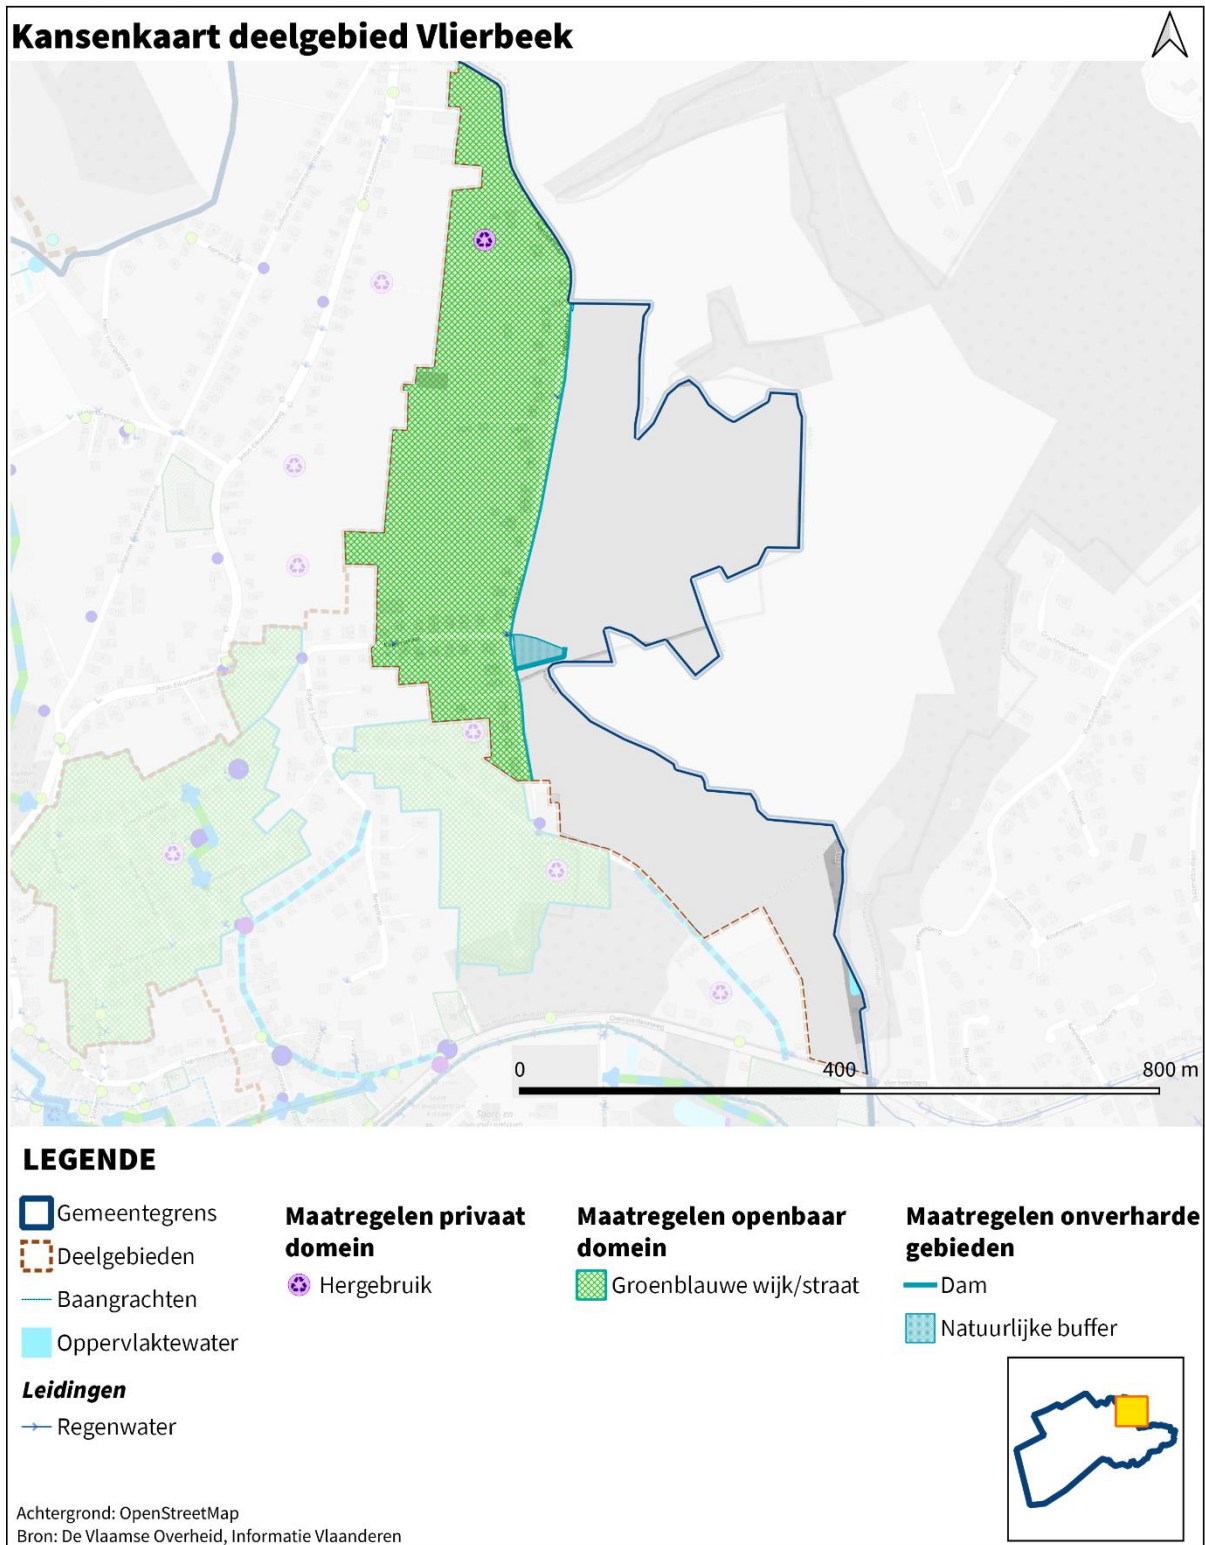 Kansenkaart deelgebied Vlierbeek
0 400 800 m
LEGENDE
Gemeentegrens
Deelgebieden
Baangrachten
Oppervlaktewater
Leidingen
Regenwater
Maatregelen privaat
domein
Hergebruik
Maatregelen openbaar
domein
Groenblauwe wijk/straat
Maatregelen onverharde
gebieden
Dam
Natuurlijke buffer
Achtergrond: OpenStreetMap
Bron: De Vlaamse Overheid, Informatie Vlaanderen